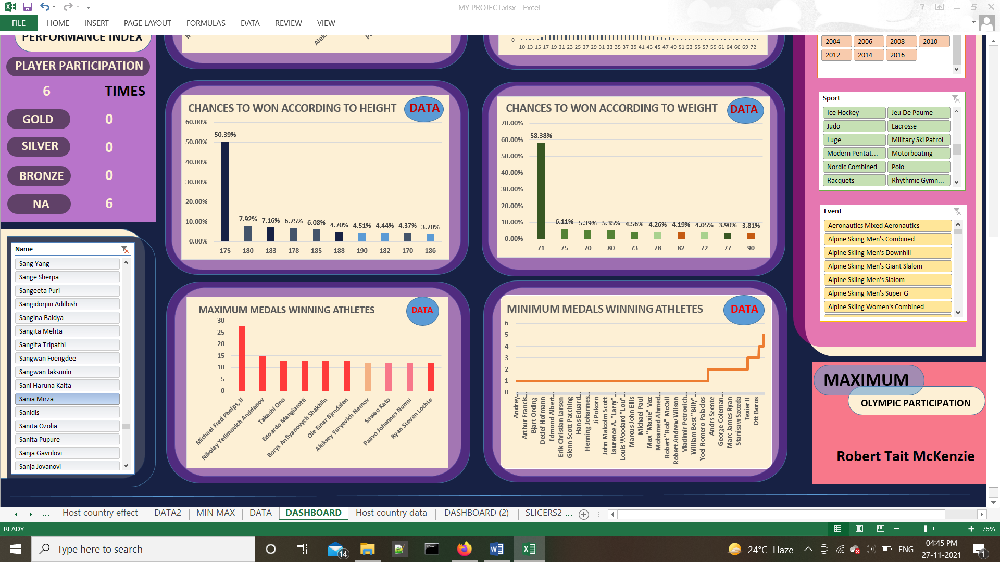 MY PROJECT.xlsx - Excel
FILE HOME INSERT PAGE LAYOUT FORMULAS DATA REVIEW VIEW
PERFORMANCE INDEX
PLAYER PARTICIPATION
6 TIMES
GOLD 0
SILVER 0
BRONZE 0
NA 6
Name
Sang Yang
Sange Sherpa
Sangeeta Puri
Sangidorjiin Adilbish
Sangina Baidya
Sangita Mehta
Sangita Tripathi
Sangwan Foengdee
Sangwan Jaksunin
Sani Haruna Kaita
Sania Mirza
Sanidis
Sanita Ozolia
Sanita Pupure
Sanja Gavrilovi
Sanja Jovanovi
0
10 13 15 17 19 21 23 25 27 29 31 33 35 37 39 41 43 45 47 49 51 53 55 57 59 61 64 66 69 72
CHANCES TO WON ACCORDING TO HEIGHT DATA
60.00%
50.00%
40.00%
30.00%
20.00%
10.00%
0.00%
50.39% 7.92% 7.16% 6.75% 6.08% 4.70% 4.51% 4.44% 4.37% 3.70%
175 180 183 178 185 188 190 182 170 186
CHANCES TO WON ACCORDING TO WEIGHT DATA
70.00%
60.00%
50.00%
40.00%
30.00%
20.00%
10.00%
0.00%
58.38% 6.11% 5.39% 5.35% 4.56% 4.26% 4.19% 4.05% 3.90% 3.81%
71 75 70 80 73 78 82 72 77 90
MAXIMUM MEDALS WINNING ATHLETES DATA
30
25
20
15
10
5
0
Michael Fred Phelps, II
Nikolay Yefimovich Andrianov
Takashi Ono
Edoardo Mangiarotti
Borys Anfiyanovych Shakhlin
Ole Einar Bjrndalen
Aleksey Yuryevich Nemov
Sawao Kato
Paavo Johannes Nurmi
Ryan Steven Lochte
MINIMUM MEDALS WINNING ATHLETES DATA
6
5
4
3
2
1
0
Andrey...
Arthur Francis...
Bjart Ording
Detlef Hofmann
Edmond Albert...
Erik Christian Larsen
Glenn Scott Patching
Hans Eduard...
Henning Johannes...
Ji Pokorn
John Malcolm Scott
Laurence A. "Larry"...
Louis Woodard "Lou"...
Marcus John Ellis
Michael Paul
Max "Maxie" Vaz
Mohamed Ahmed...
Robert "Rob" McCall
Robert Andrew Wilson
Vladimir Petrovich...
William Best "Billy"...
Yoel Romero Palacios
Andrs Szente
George Coleman...
Marc James Ryan
Stanisaw Szozda
Texier II
Ott Boros
2004 2006 2008 2010
2012 2014 2016
Sport
Ice Hockey Jeu De Paume
Judo Lacrosse
Luge Military Ski Patrol
Modern Pentat... Motorboating
Nordic Combined Polo
Racquets Rhythmic Gymn...
Event
Aeronautics Mixed Aeronautics
Alpine Skiing Men's Combined
Alpine Skiing Men's Downhill
Alpine Skiing Men's Giant Slalom
Alpine Skiing Men's Slalom
Alpine Skiing Men's Super G
Alpine Skiing Women's Combined
MAXIMUM
OLYMPIC PARTICIPATION
Robert Tait McKenzie
... Host country effect DATA2 MIN MAX DATA DASHBOARD Host country data DASHBOARD (2) SLICERS2 ...
READY 75%
Type here to search 14 24°C Haze ENG 04:45 PM
27-11-2021 1